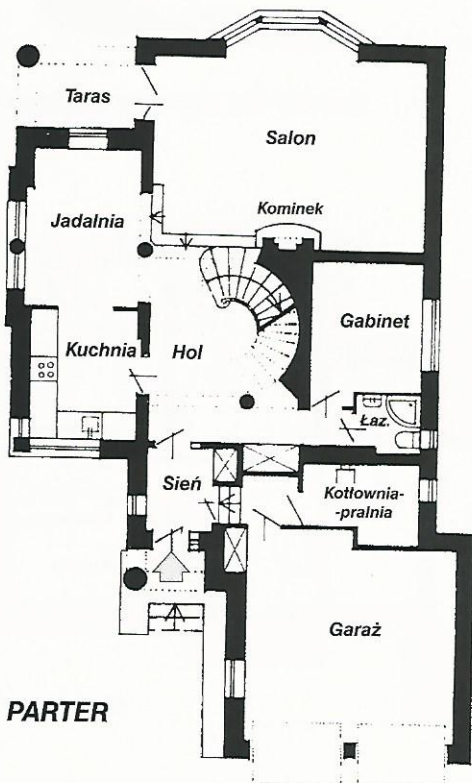 Taras
Salon
Kominek
Jadalnia
Gabinet
Kuchnia
Hol
Łaz.
Sień
Kotłownia-
-pralnia
Garaż
PARTER